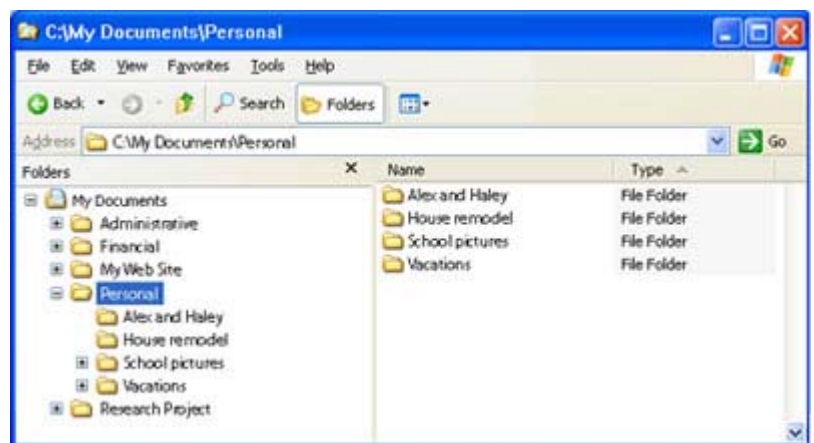 C:\My Documents\Personal
File Edit View Favorites Tools Help
Back Search Folders
Address C:\My Documents\Personal Go
Folders Name Type
My Documents
Administrative
Financial
My Web Site
Personal
Alex and Haley
House remodel
School pictures
Vacations
Research Project
Alex and Haley File Folder
House remodel File Folder
School pictures File Folder
Vacations File Folder